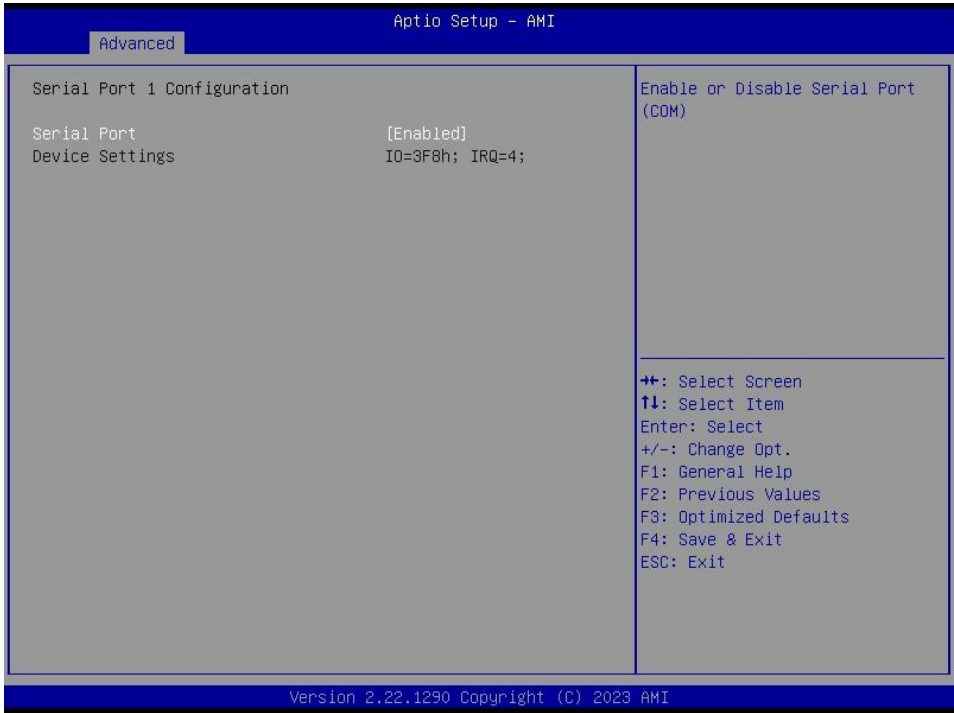 Aptio Setup – AMI
Advanced
Serial Port 1 Configuration
Serial Port [Enabled]
Device Settings IO=3F8h; IRQ=4;
Enable or Disable Serial Port
(COM)
→←: Select Screen
↑↓: Select Item
Enter: Select
+/-: Change Opt.
F1: General Help
F2: Previous Values
F3: Optimized Defaults
F4: Save & Exit
ESC: Exit
Version 2.22.1290 Copyright (C) 2023 AMI